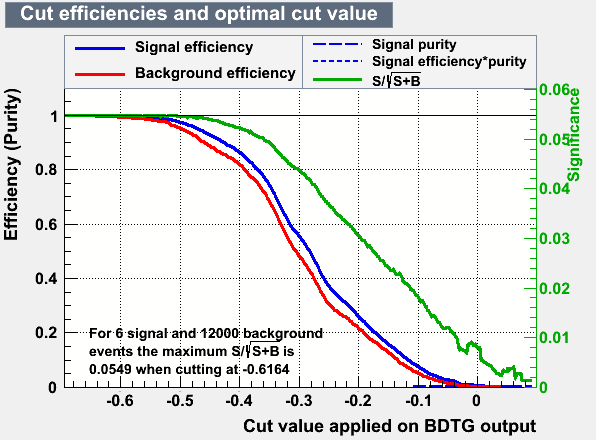 Cut efficiencies and optimal cut value
Signal efficiency
Background efficiency
Signal purity
Signal efficiency*purity
S/√S+B
Efficiency (Purity)
1
0.8
0.6
0.4
0.2
0
0.06
0.05
0.04
0.03
0.02
0.01
0
Significance
For 6 signal and 12000 background
events the maximum S/√S+B is
0.0549 when cutting at -0.6164
-0.6 -0.5 -0.4 -0.3 -0.2 -0.1 0
Cut value applied on BDTG output